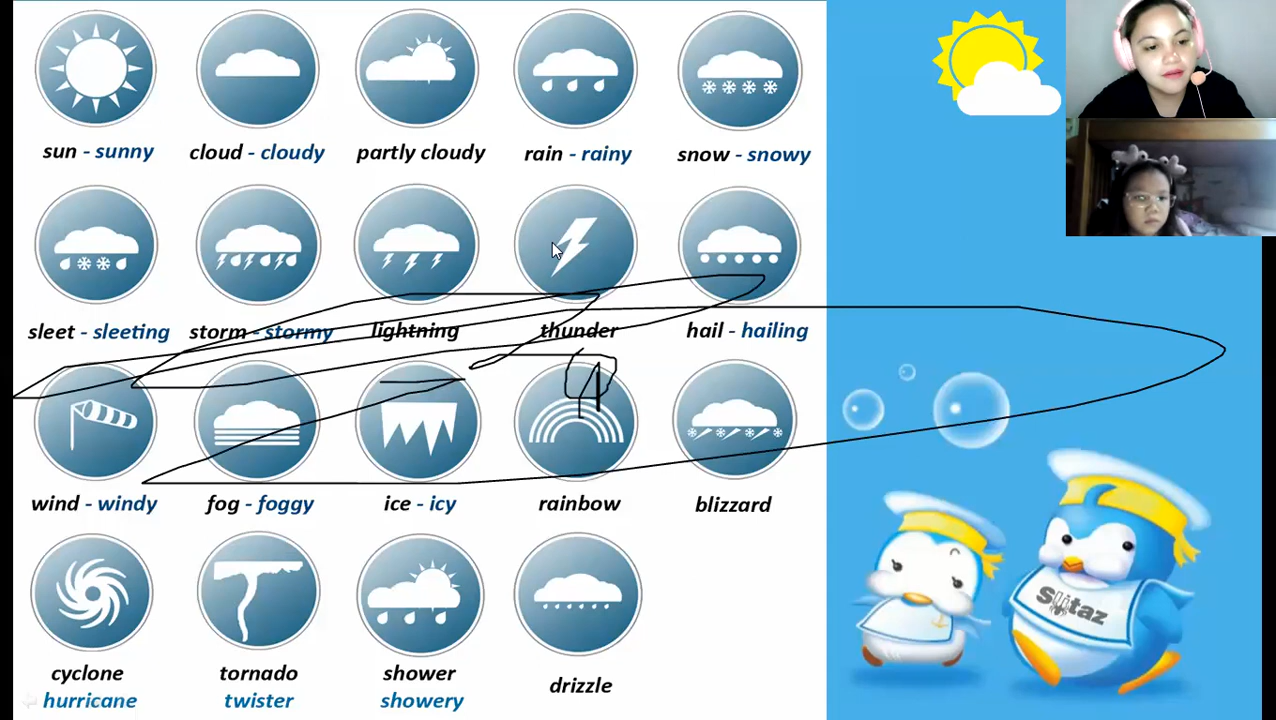 sun - sunny
cloud - cloudy
partly cloudy
rain - rainy
snow - snowy
sleet - sleeting
storm - stormy
lightning
thunder
hail - hailing
wind - windy
fog - foggy
ice - icy
rainbow
blizzard
cyclone
hurricane
tornado
twister
shower
showery
drizzle
Slitaz